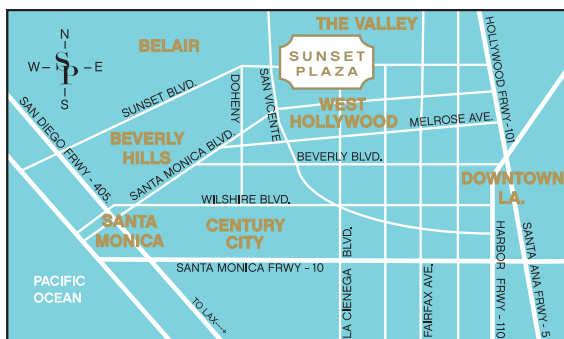 THE VALLEY
BELAIR
N
W
SP
E
S
SUNSET
PLAZA
HOLLYWOOD FRWY-101
SUNSET BLVD.
DOHENY
SAN VICENTE
WEST
HOLLYWOOD
MELROSE AVE.
SAN DIEGO FRWY - 405.
BEVERLY
HILLS
SANTA MONICA BLVD.
BEVERLY BLVD.
DOWNTOWN
LA.
WILSHIRE BLVD.
SANTA
MONICA
CENTURY
CITY
SANTA MONICA FRWY - 10
PACIFIC
OCEAN
TO LAX--->
LA CIENEGA BLVD.
FAIRFAX AVE.
HARBOR FRWY - 110
SANTA ANA FRWY - 5